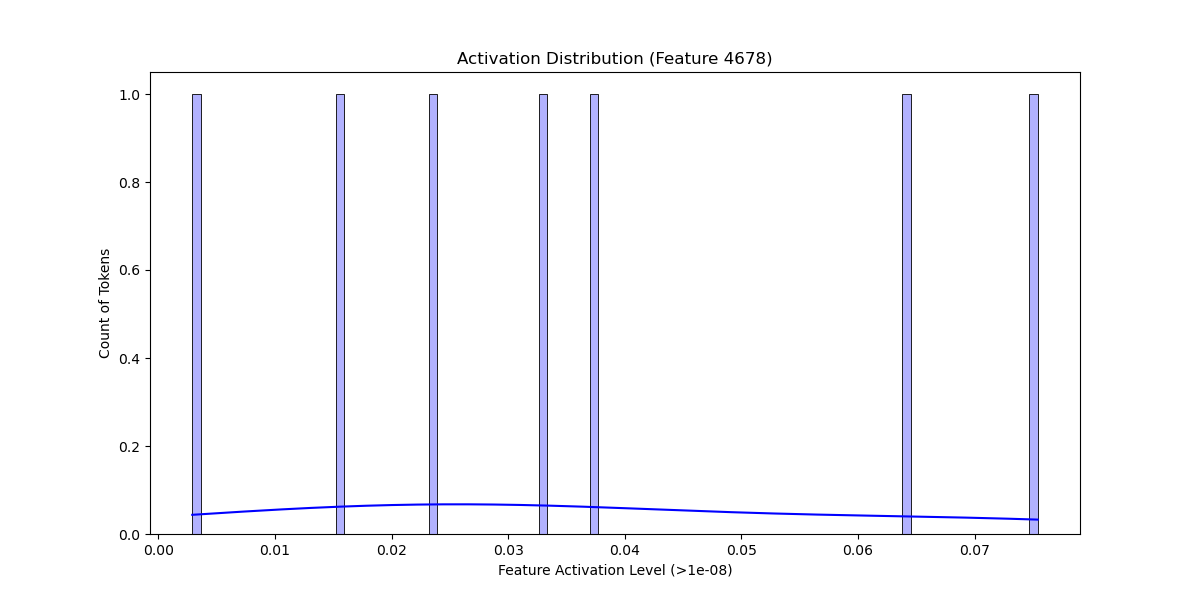 Activation Distribution (Feature 4678)
1.0
0.8
0.6
0.4
0.2
0.0
Count of Tokens
0.00 0.01 0.02 0.03 0.04 0.05 0.06 0.07
Feature Activation Level (>1e-08)